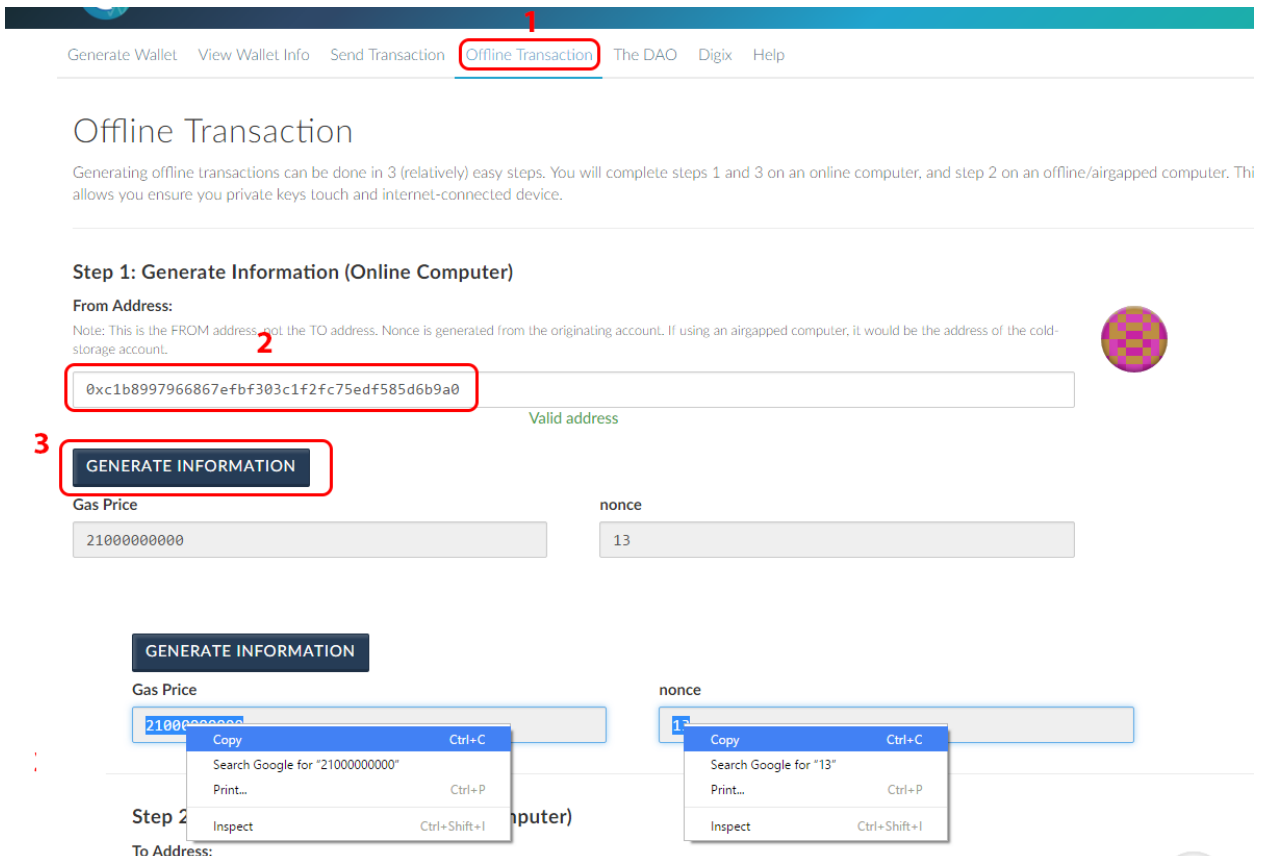 1
Generate Wallet View Wallet Info Send Transaction Offline Transaction The DAO Digix Help
Offline Transaction
Generating offline transactions can be done in 3 (relatively) easy steps. You will complete steps 1 and 3 on an online computer, and step 2 on an offline/airgapped computer. Thi
allows you ensure you private keys touch and internet-connected device.
Step 1: Generate Information (Online Computer)
From Address:
Note: This is the FROM address, not the TO address. Nonce is generated from the originating account. If using an airgapped computer, it would be the address of the cold-
storage account.
2
0xc1b8997966867efbf303c1f2fc75edf585d6b9a0
Valid address
3
GENERATE INFORMATION
Gas Price nonce
21000000000 13
GENERATE INFORMATION
Gas Price nonce
21000000000 13
Copy Ctrl+C Copy Ctrl+C
Search Google for "21000000000" Search Google for "13"
Print... Ctrl+P Print... Ctrl+P
Step 2 puter)
Inspect Ctrl+Shift+I Inspect Ctrl+Shift+I
To Address: